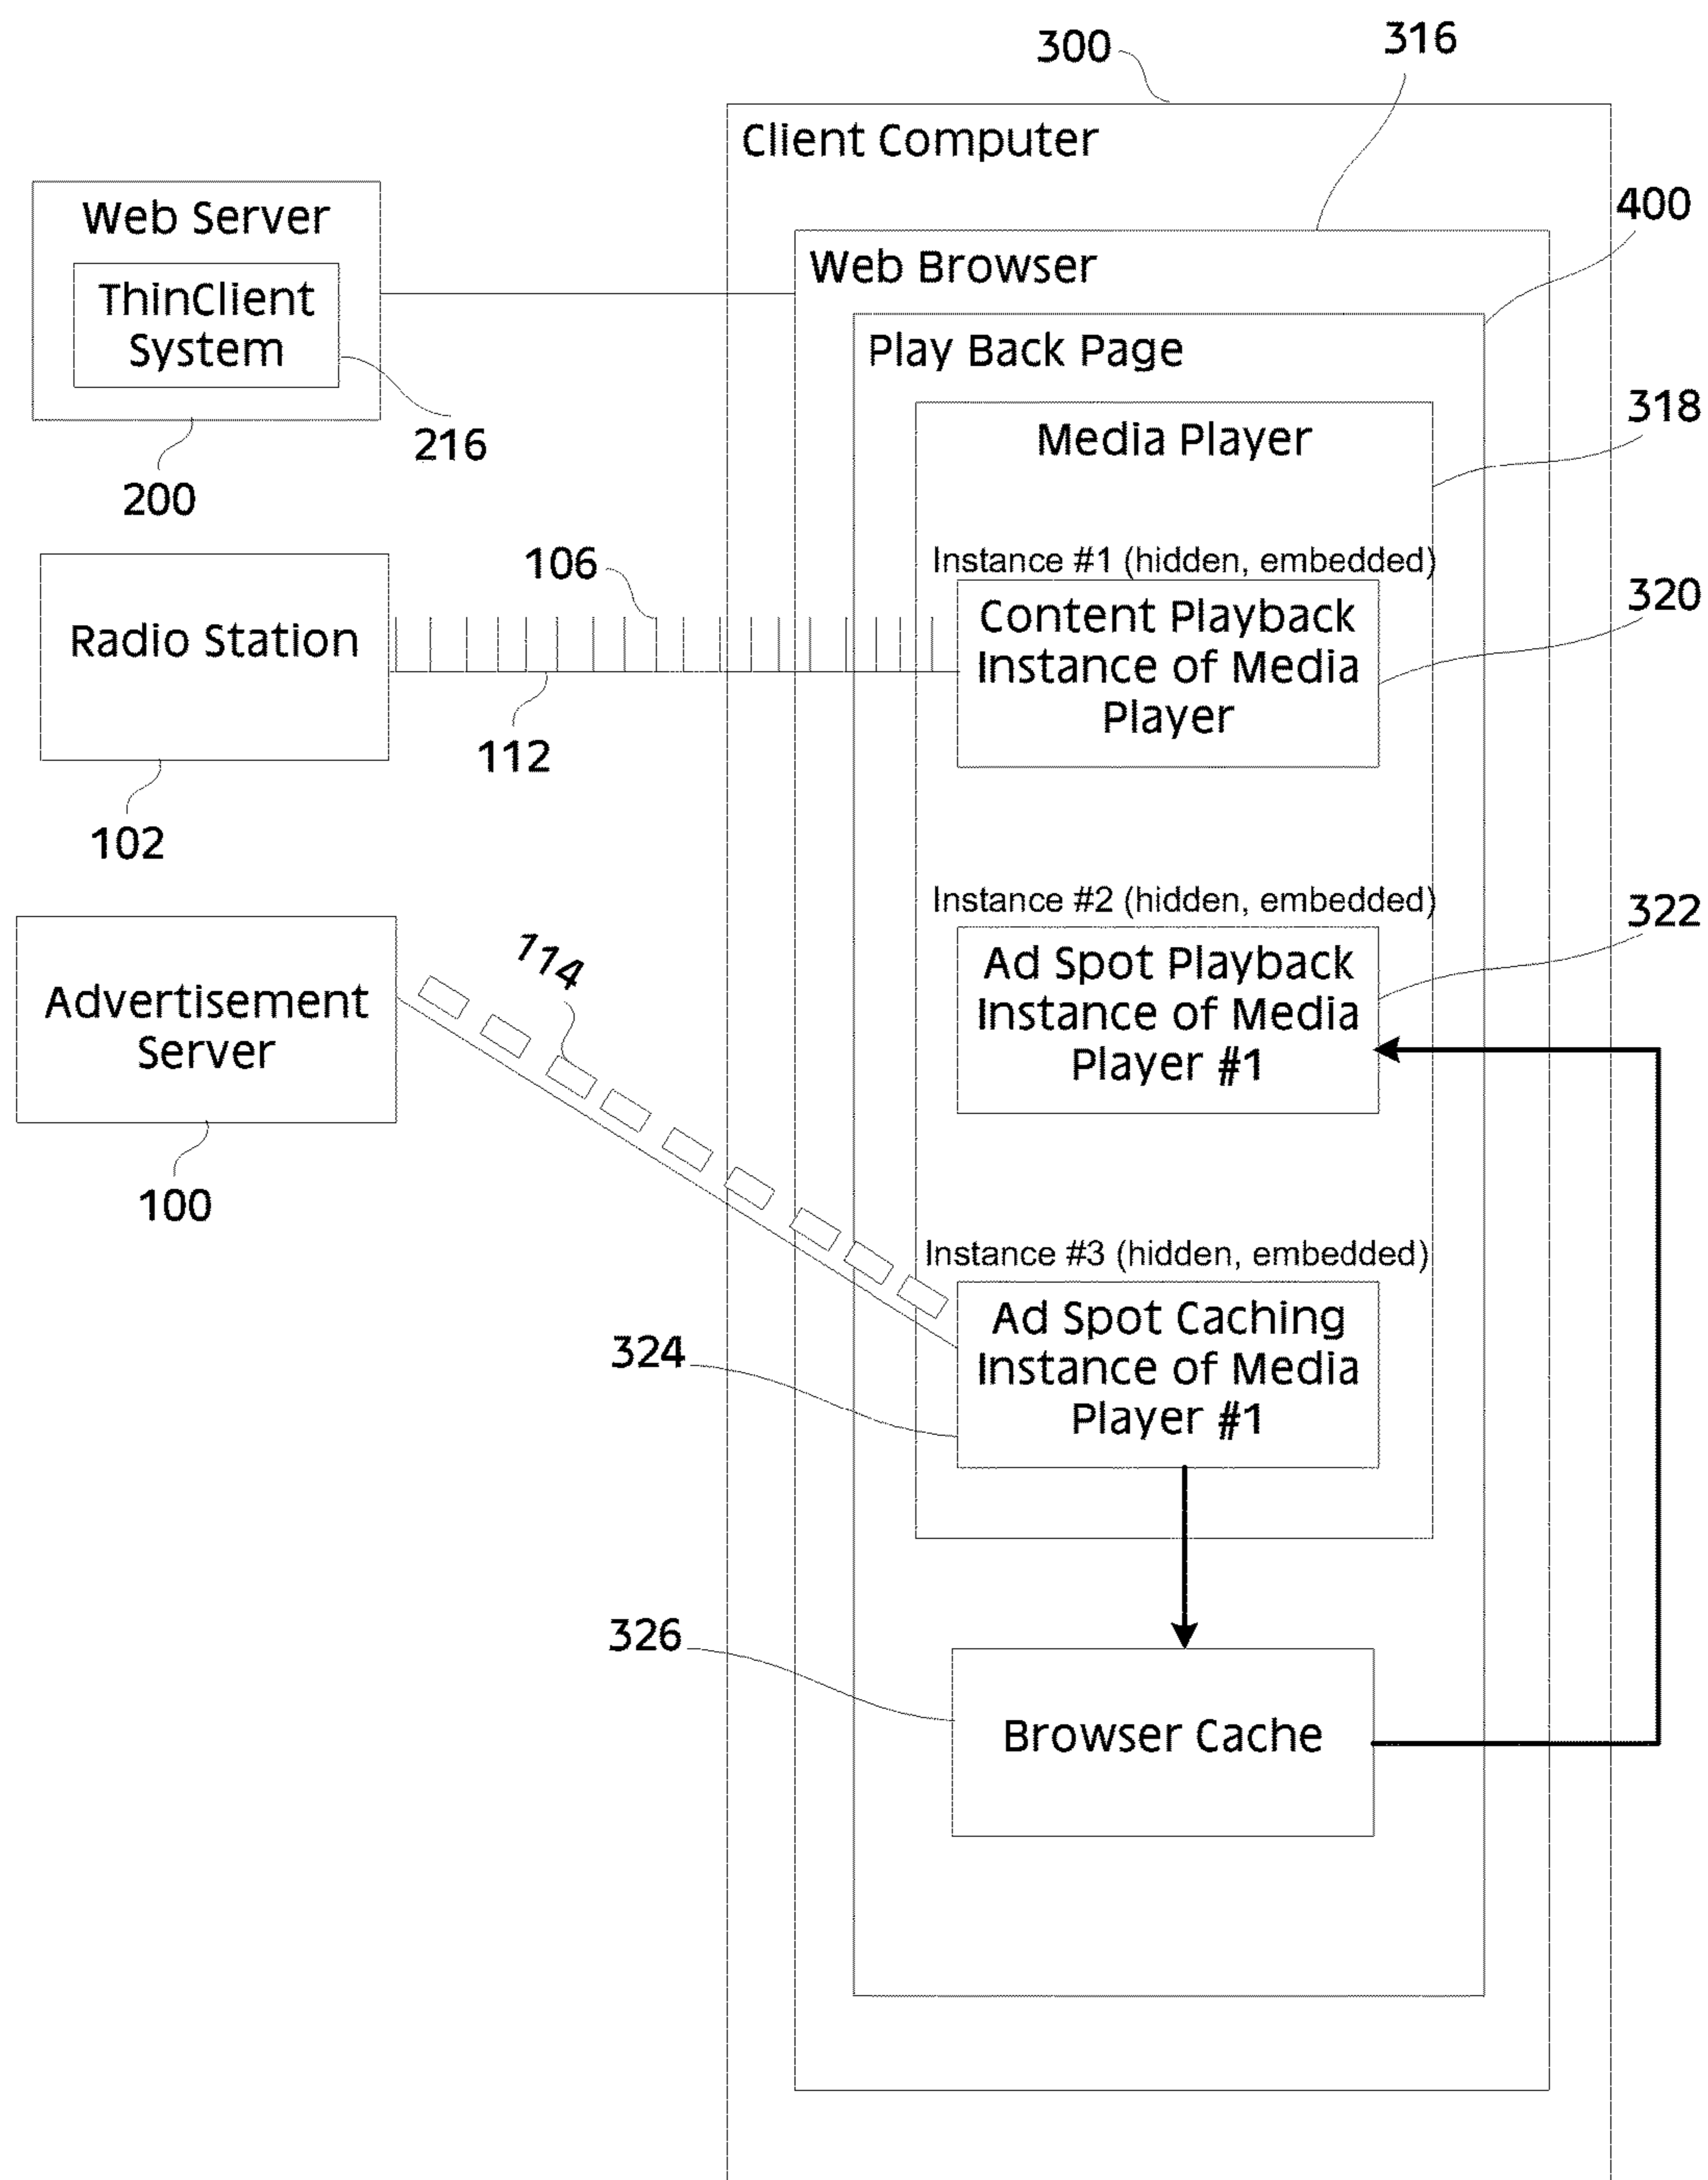 300
316
Client Computer
400
Web Server
ThinClient
System
216
200
Web Browser
Play Back Page
318
Media Player
Instance #1 (hidden, embedded)
320
106
Radio Station
Content Playback
Instance of Media
Player
112
102
Instance #2 (hidden, embedded)
322
Advertisement
Server
114
Ad Spot Playback
Instance of Media
Player #1
100
Instance #3 (hidden, embedded)
324
Ad Spot Caching
Instance of Media
Player #1
326
Browser Cache